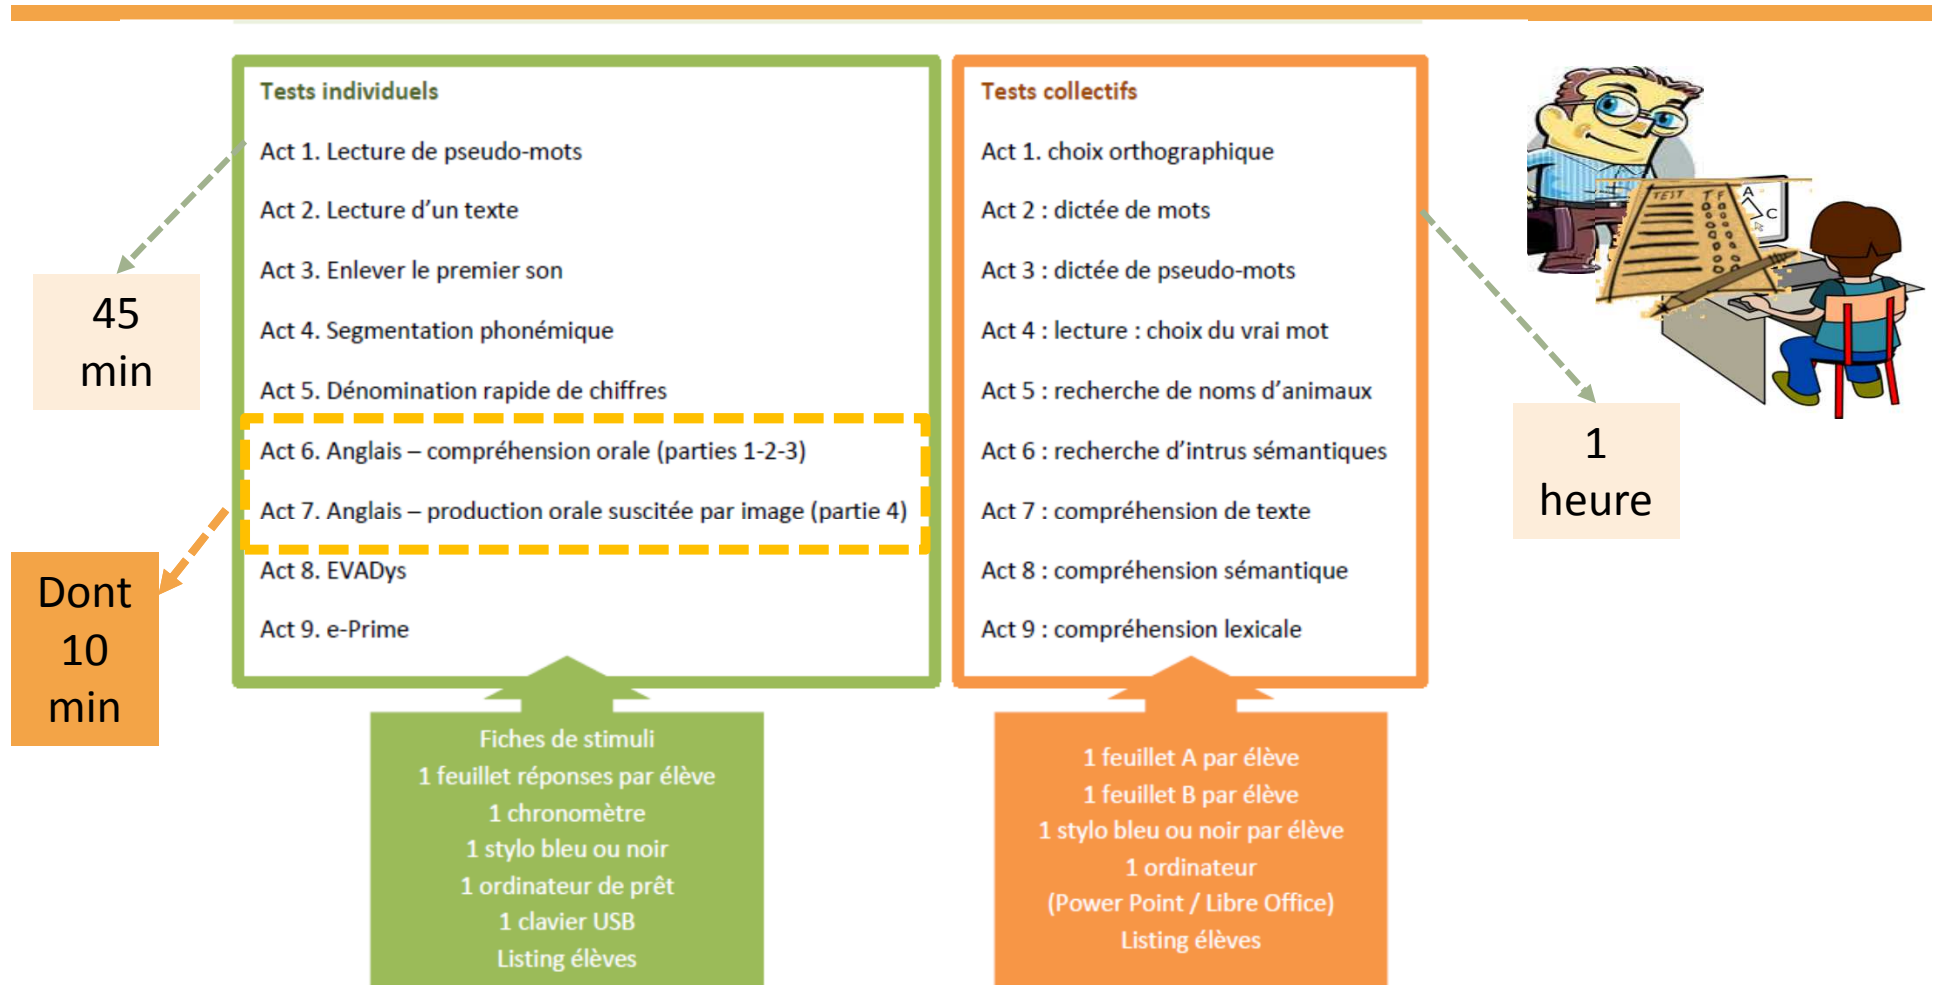 Tests individuels
Act 1. Lecture de pseudo-mots
Act 2. Lecture d’un texte
Act 3. Enlever le premier son
Act 4. Segmentation phonémique
Act 5. Dénomination rapide de chiffres
Act 6. Anglais – compréhension orale (parties 1-2-3)
Act 7. Anglais – production orale suscitée par image (partie 4)
Act 8. EVADys
Act 9. e-Prime
45
min
Dont
10
min
Fiches de stimuli
1 feuillet réponses par élève
1 chronomètre
1 stylo bleu ou noir
1 ordinateur de prêt
1 clavier USB
Listing élèves
Tests collectifs
Act 1. choix orthographique
Act 2 : dictée de mots
Act 3 : dictée de pseudo-mots
Act 4 : lecture : choix du vrai mot
Act 5 : recherche de noms d’animaux
Act 6 : recherche d’intrus sémantiques
Act 7 : compréhension de texte
Act 8 : compréhension sémantique
Act 9 : compréhension lexicale
1
heure
1 feuillet A par élève
1 feuillet B par élève
1 stylo bleu ou noir par élève
1 ordinateur
(Power Point / Libre Office)
Listing élèves
TEST T F
A
C